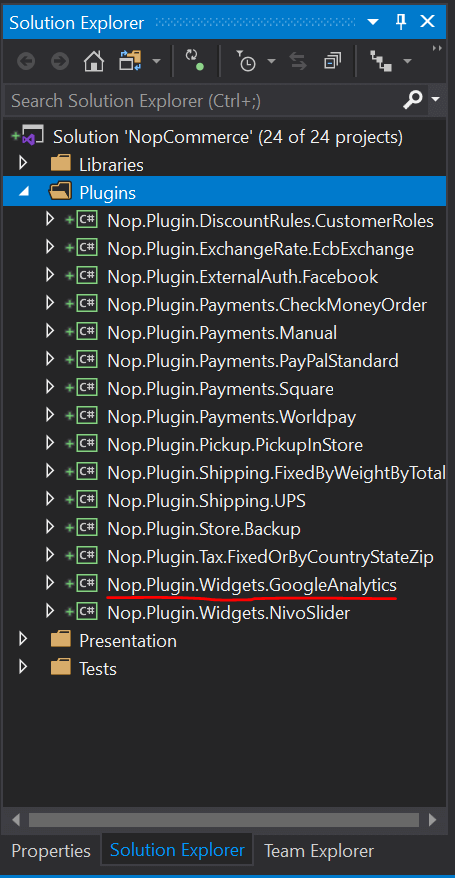 Solution Explorer
Search Solution Explorer (Ctrl+;)
Solution 'NopCommerce' (24 of 24 projects)
Libraries
Plugins
C# Nop.Plugin.DiscountRules.CustomerRoles
C# Nop.Plugin.ExchangeRate.EcbExchange
C# Nop.Plugin.ExternalAuth.Facebook
C# Nop.Plugin.Payments.CheckMoneyOrder
C# Nop.Plugin.Payments.Manual
C# Nop.Plugin.Payments.PayPalStandard
C# Nop.Plugin.Payments.Square
C# Nop.Plugin.Payments.Worldpay
C# Nop.Plugin.Pickup.PickupInStore
C# Nop.Plugin.Shipping.FixedByWeightByTotal
C# Nop.Plugin.Shipping.UPS
C# Nop.Plugin.Store.Backup
C# Nop.Plugin.Tax.FixedOrByCountryStateZip
C# Nop.Plugin.Widgets.GoogleAnalytics
C# Nop.Plugin.Widgets.NivoSlider
Presentation
Tests
Properties Solution Explorer Team Explorer